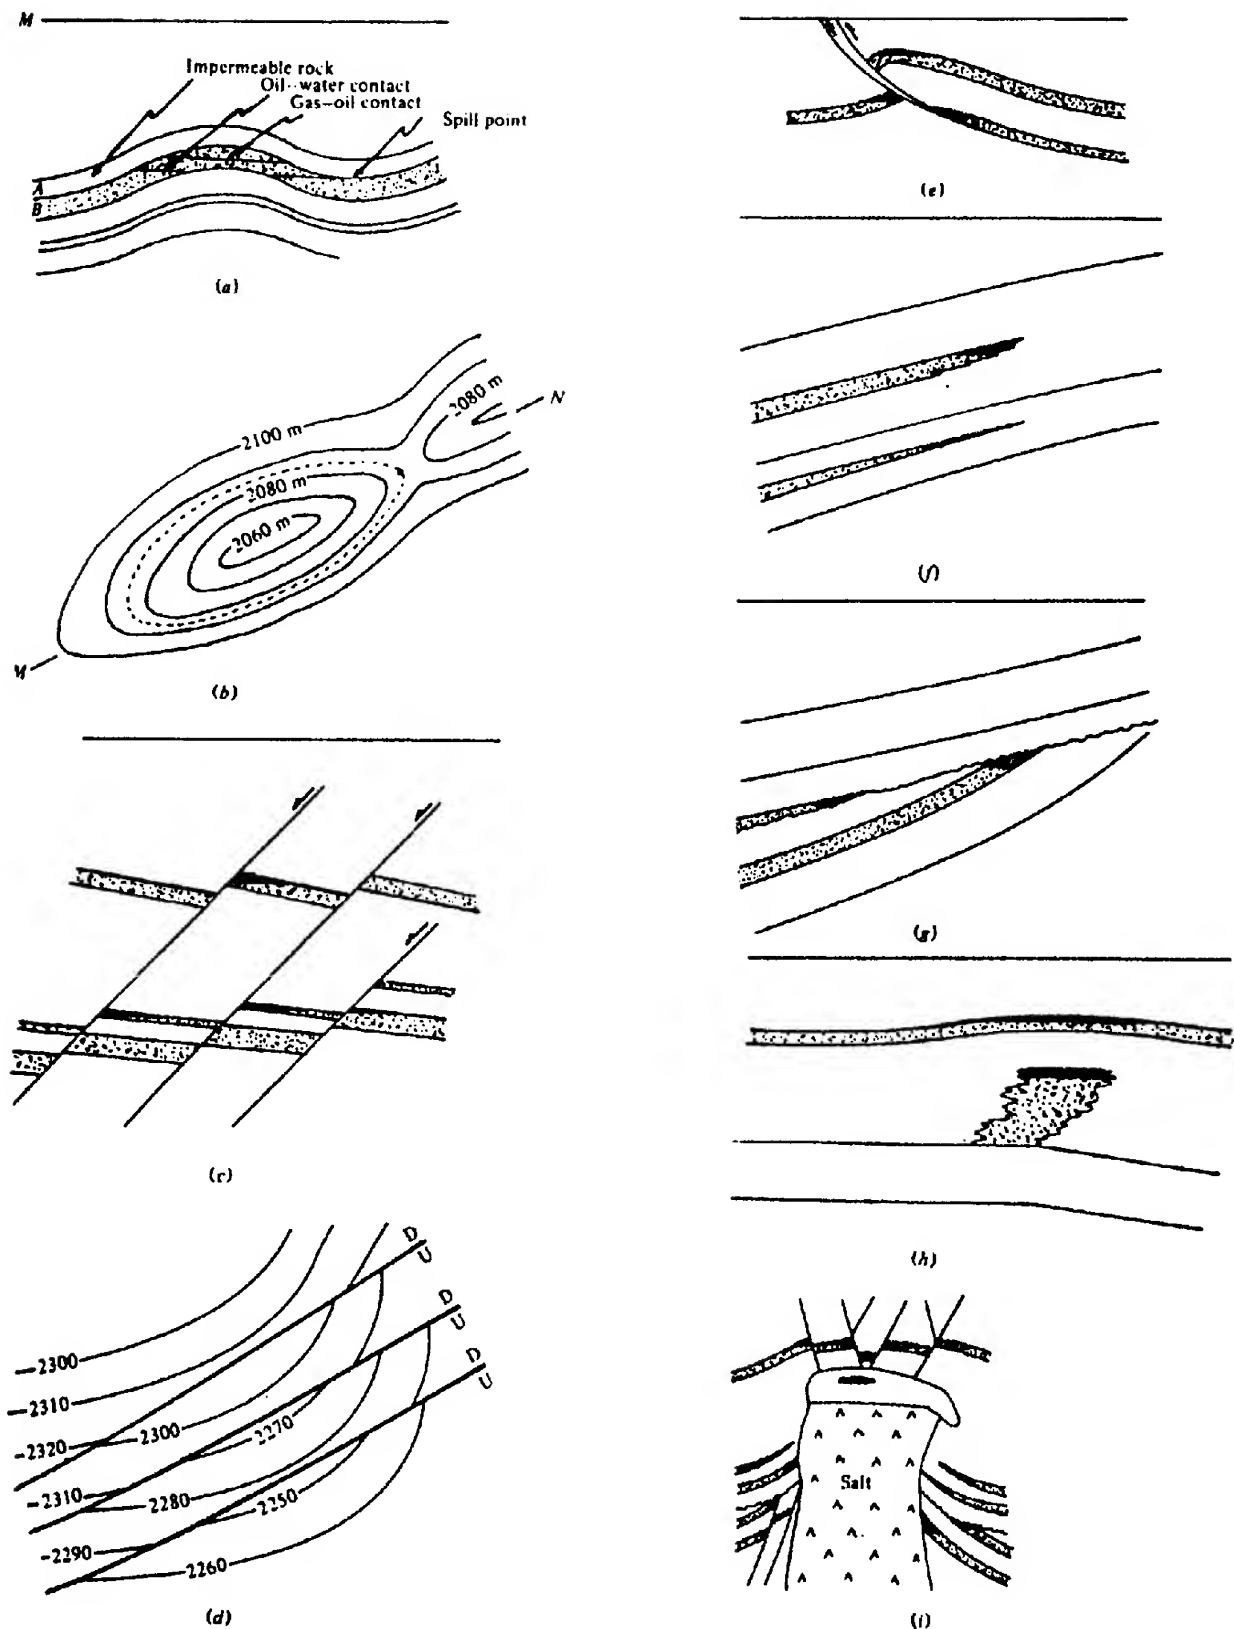 M
Impermeable rock
Oil-water contact
Gas-oil contact
Spill point
A
B
(a)
2080 m
N
2100 m
2080 m
2060 m
M
(b)
(c)
D
U
D
U
D
U
-2300
-2310
-2320
2300
2270
-2310
2280
2250
-2290
2260
(d)
(e)
(f)
(g)
(h)
Salt
(i)